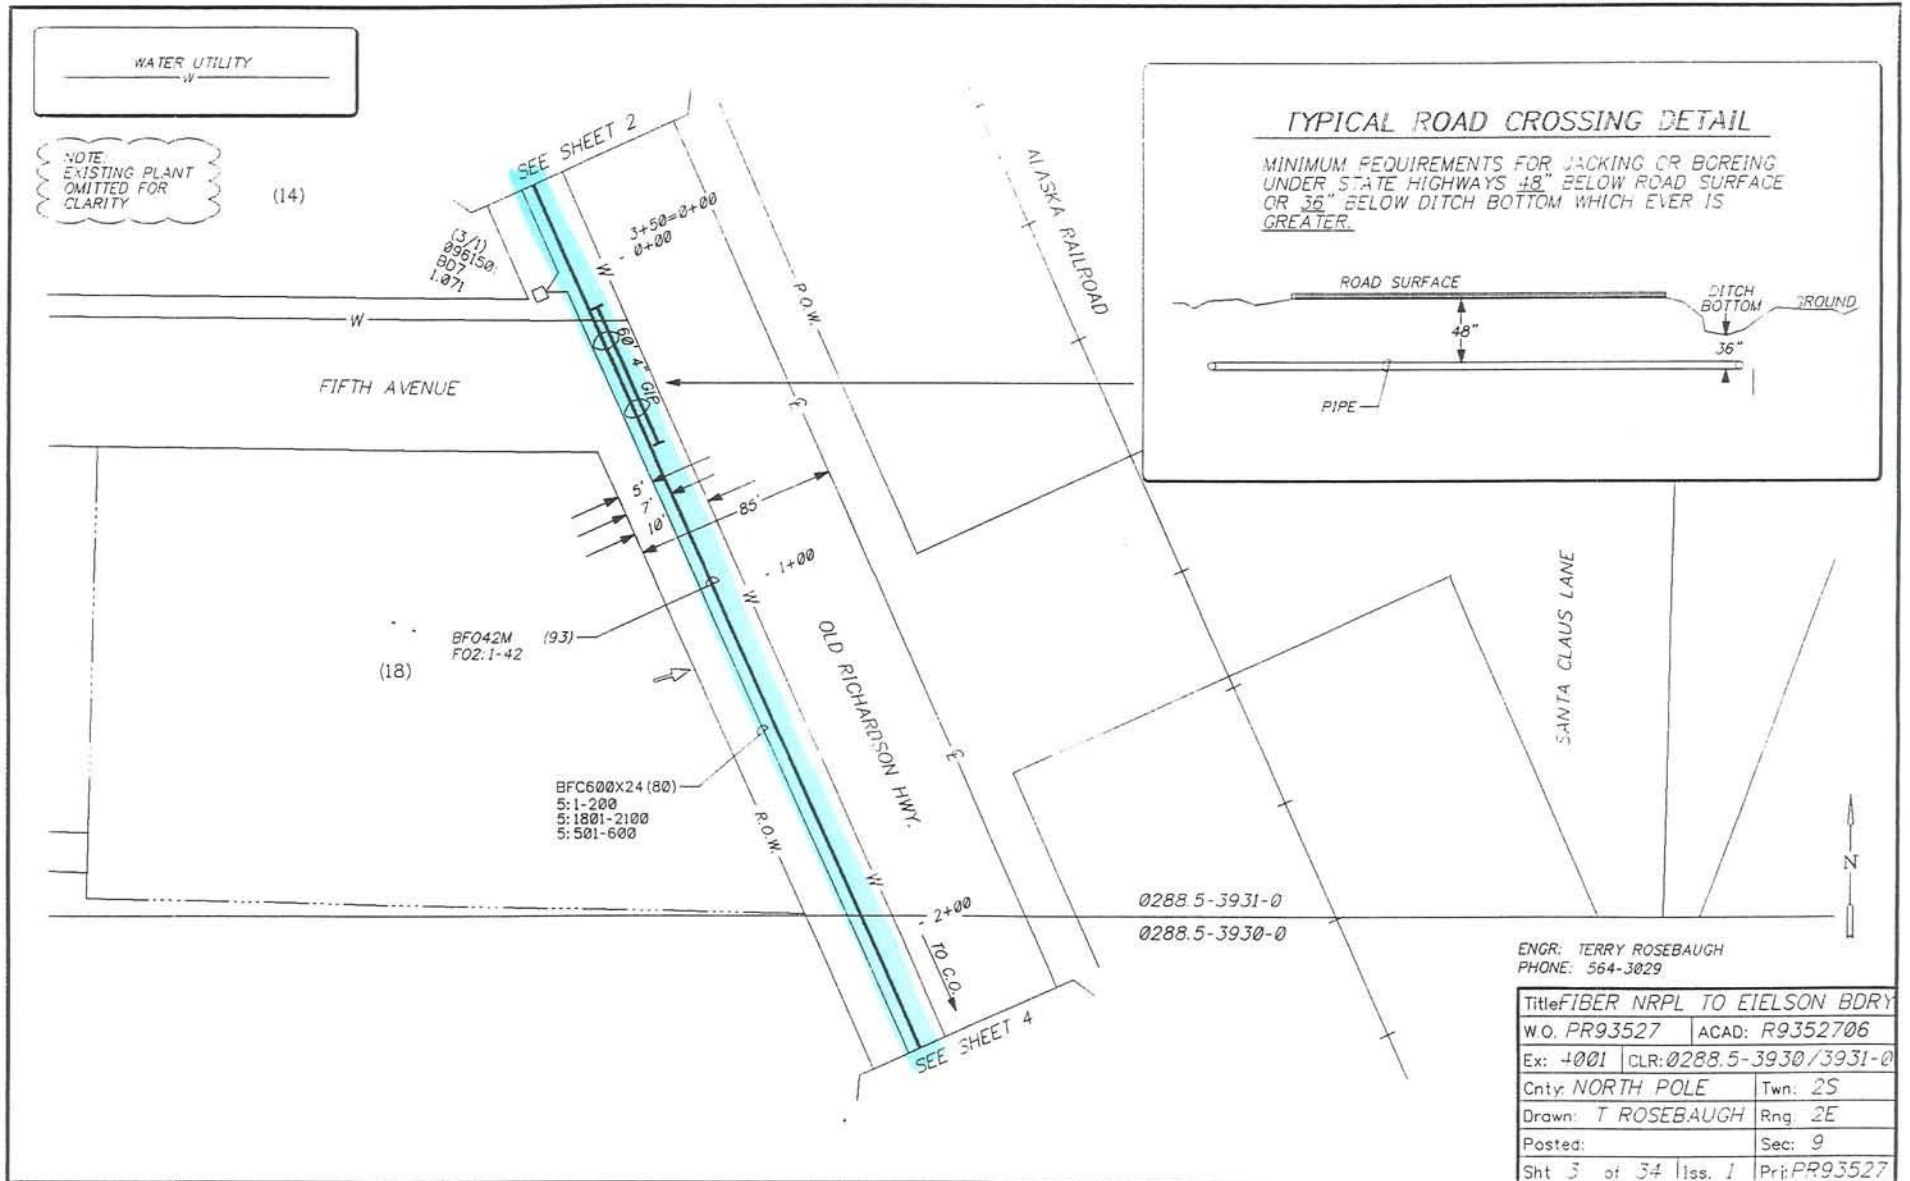 WATER UTILITY
W
NOTE:
EXISTING PLANT
OMITTED FOR
CLARITY
(14)
SEE SHEET 2
(3/1)
096150:
BD7
1.071
3+50=0+00
0+00
W
W
60' 4" GIP
FIFTH AVENUE
P.O.W.
ALASKA RAILROAD
TYPICAL ROAD CROSSING DETAIL
MINIMUM REQUIREMENTS FOR JACKING OR BOREING
UNDER STATE HIGHWAYS 48" BELOW ROAD SURFACE
OR 36" BELOW DITCH BOTTOM WHICH EVER IS
GREATER.
ROAD SURFACE
DITCH
BOTTOM
GROUND
48"
36"
PIPE
5'
7'
10'
85'
1+00
W
BFO42M (93)
FO2:1-42
(18)
OLD RICHARDSON HWY.
SANTA CLAUS LANE
BFC600X24(80)
5:1-200
5:1801-2100
5:501-600
R.O.W.
W
2+00
TO C.O.
0288.5-3931-0
0288.5-3930-0
N
SEE SHEET 4
ENGR: TERRY ROSEBAUGH
PHONE: 564-3029
Title FIBER NRPL TO EIELSON BDRY
W.O. PR93527 ACAD: R9352706
Ex: 4001 CLR: 0288.5-3930/3931-0
Cnty: NORTH POLE Twn: 2S
Drawn: T ROSEBAUGH Rng: 2E
Posted: Sec: 9
Sht 3 of 34 Iss. 1 Prj: PR93527